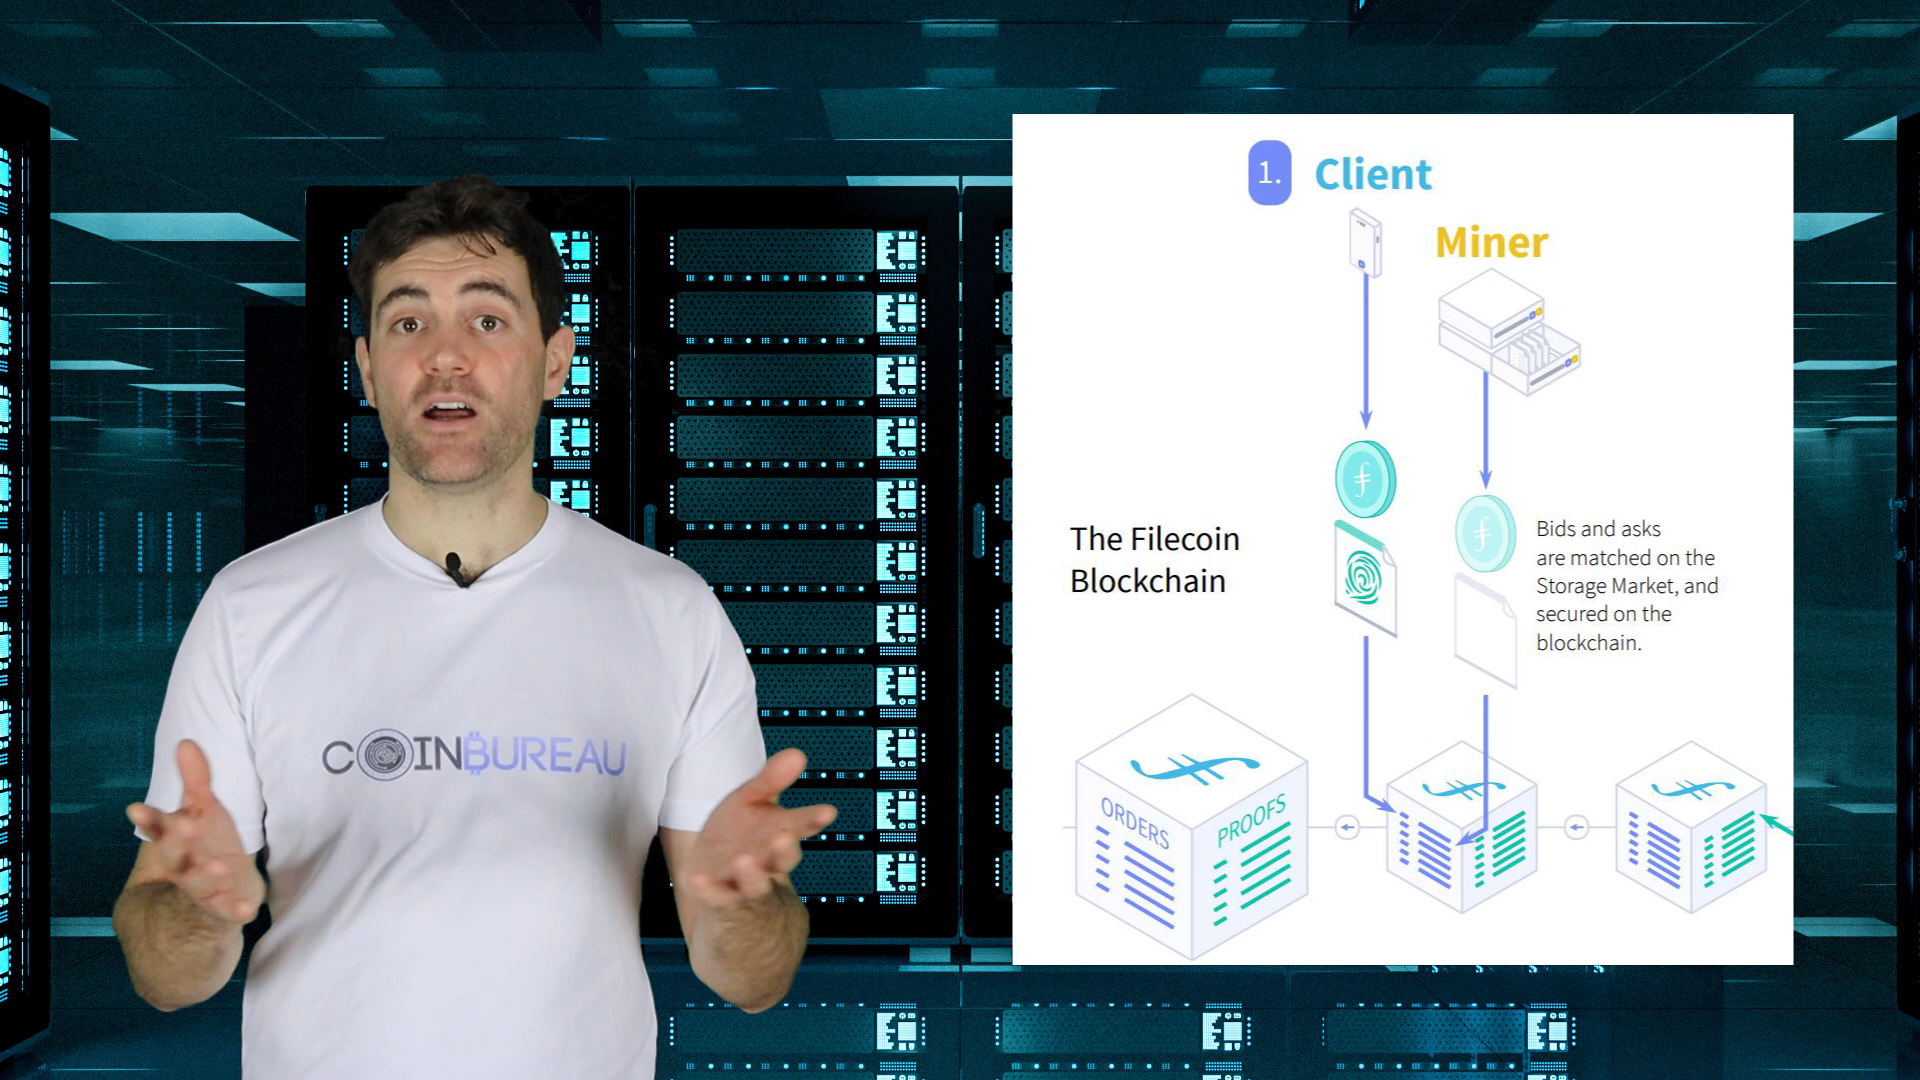 COINBUREAU
1. Client
Miner
The Filecoin
Blockchain
Bids and asks
are matched on the
Storage Market, and
secured on the
blockchain.
ORDERS
PROOFS